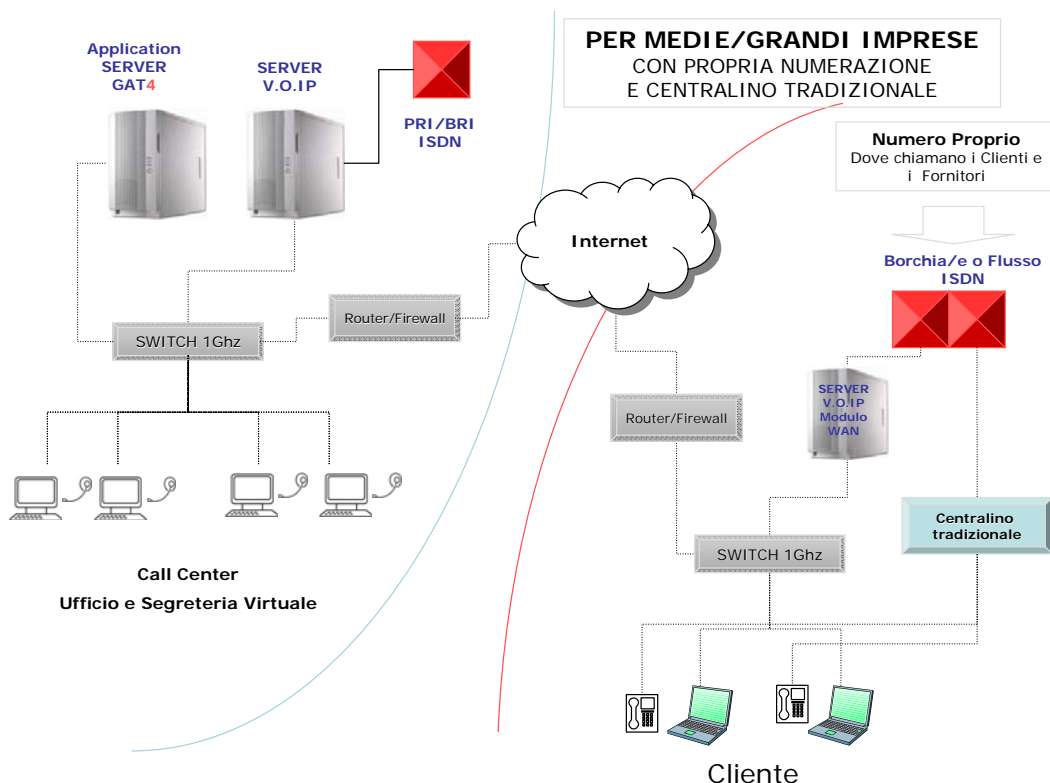 Application
SERVER
GAT4
SERVER
V.O.IP
PRI/BRI
ISDN
PER MEDIE/GRANDI IMPRESE
CON PROPRIA NUMERAZIONE
E CENTRALINO TRADIZIONALE
Numero Proprio
Dove chiamano i Clienti e
i Fornitori
Internet
Borchia/e o Flusso
ISDN
Router/Firewall
SWITCH 1Ghz
SERVER
V.O.IP
Modulo
WAN
Router/Firewall
Centralino
tradizionale
SWITCH 1Ghz
Call Center
Ufficio e Segreteria Virtuale
Cliente